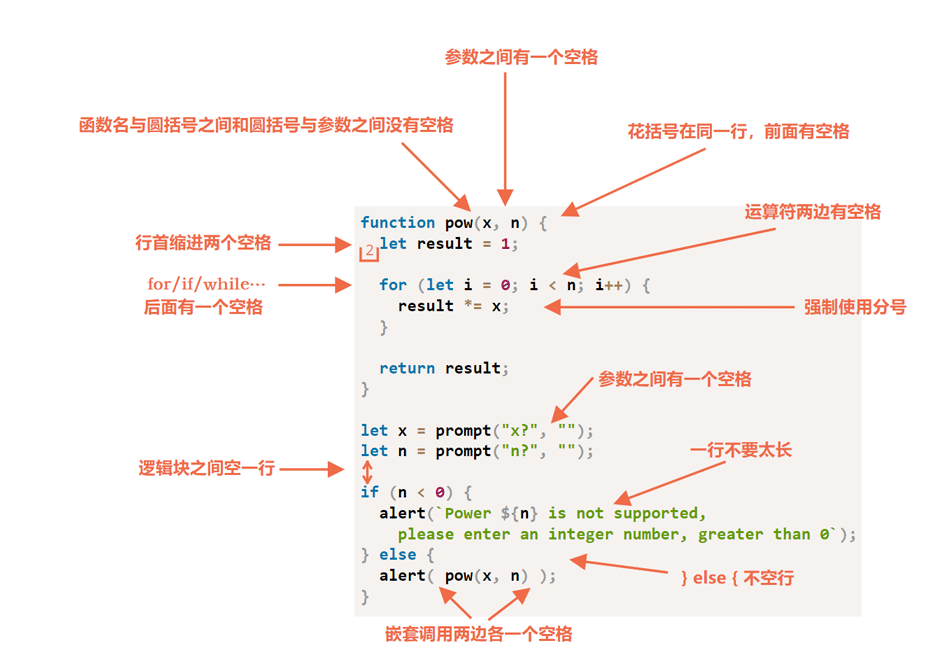 参数之间有一个空格
函数名与圆括号之间和圆括号与参数之间没有空格
花括号在同一行，前面有空格
运算符两边有空格
function pow(x, n) {
行首缩进两个空格
2
let result = 1;
for/if/while…
后面有一个空格
for (let i = 0; i < n; i++) {
result *= x;
强制使用分号
}
return result;
}
参数之间有一个空格
let x = prompt("x?", "");
let n = prompt("n?", "");
一行不要太长
逻辑块之间空一行
if (n < 0) {
alert(`Power ${n} is not supported,
please enter an integer number, greater than 0`);
} else {
} else { 不空行
alert( pow(x, n) );
}
嵌套调用两边各一个空格